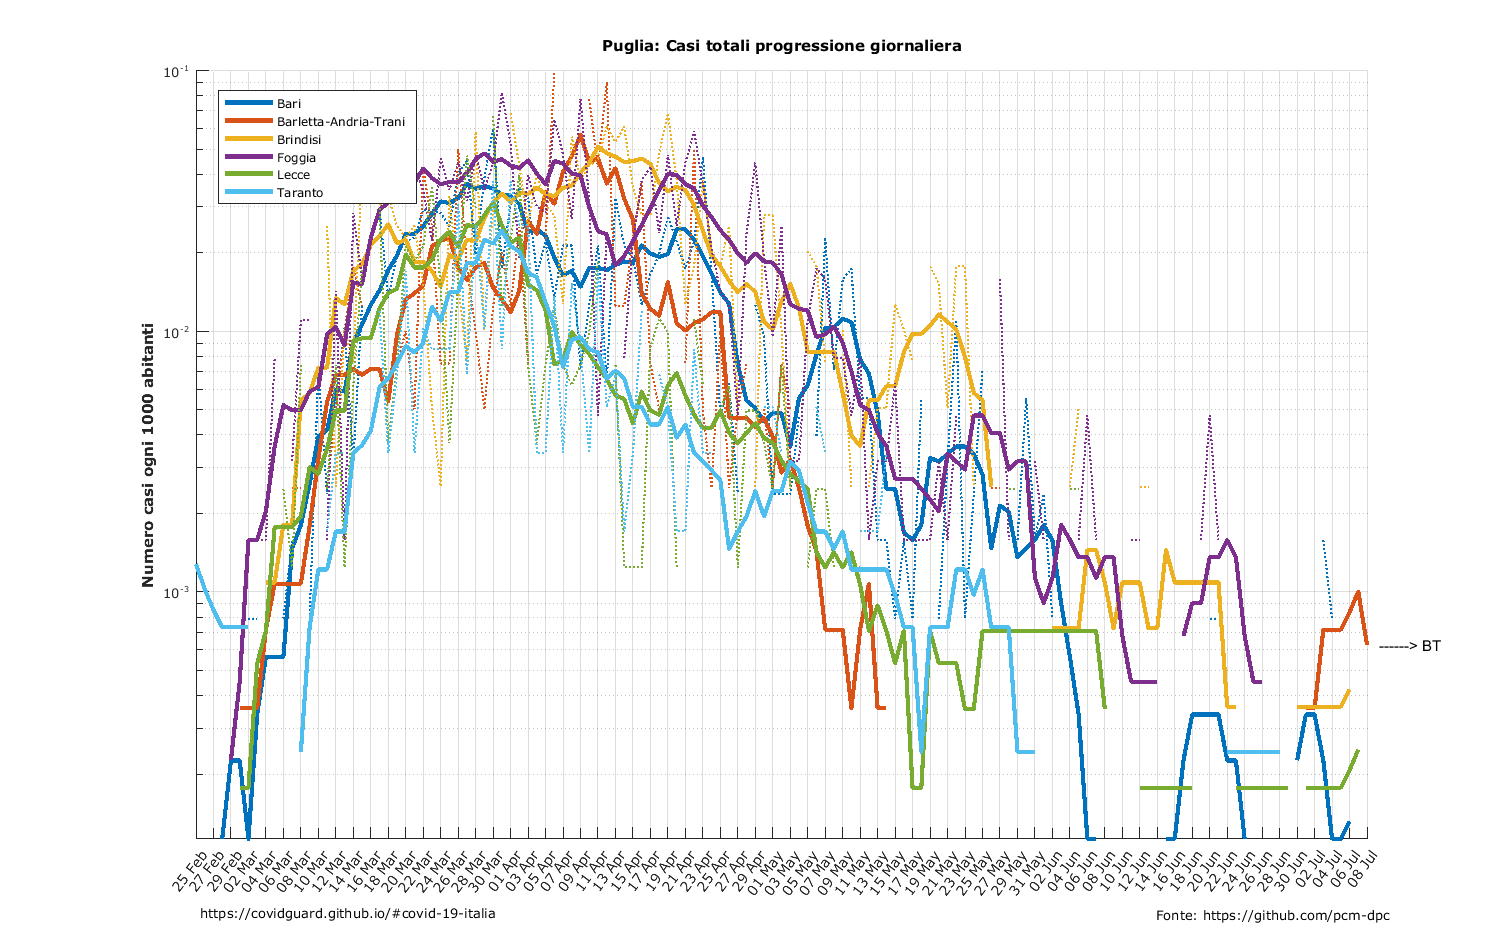 Puglia: Casi totali progressione giornaliera
10-1
10-2
10-3
Numero casi ogni 1000 abitanti
Bari
Barletta-Andria-Trani
Brindisi
Foggia
Lecce
Taranto
------> BT
25 Feb
27 Feb
29 Feb
02 Mar
04 Mar
06 Mar
08 Mar
10 Mar
12 Mar
14 Mar
16 Mar
18 Mar
20 Mar
22 Mar
24 Mar
26 Mar
28 Mar
30 Mar
01 Apr
03 Apr
05 Apr
07 Apr
09 Apr
11 Apr
13 Apr
15 Apr
17 Apr
19 Apr
21 Apr
23 Apr
25 Apr
27 Apr
29 Apr
01 May
03 May
05 May
07 May
09 May
11 May
13 May
15 May
17 May
19 May
21 May
23 May
25 May
27 May
29 May
31 May
02 Jun
04 Jun
06 Jun
08 Jun
10 Jun
12 Jun
14 Jun
16 Jun
18 Jun
20 Jun
22 Jun
24 Jun
26 Jun
28 Jun
30 Jun
02 Jul
04 Jul
06 Jul
08 Jul
https://covidguard.github.io/#covid-19-italia
Fonte: https://github.com/pcm-dpc